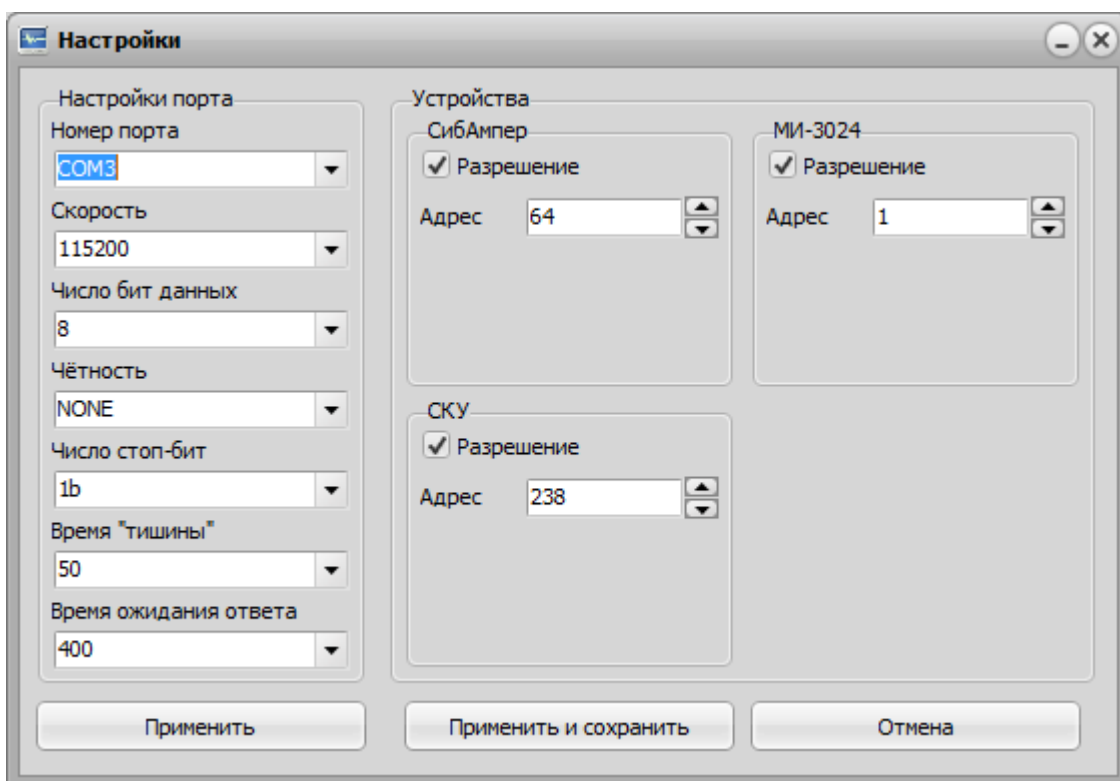 Настройки
Настройки порта
Номер порта
COM3
Скорость
115200
Число бит данных
8
Чётность
NONE
Число стоп-бит
1b
Время "тишины"
50
Время ожидания ответа
400
Устройства
СибАмпер
Разрешение
Адрес 64
МИ-3024
Разрешение
Адрес 1
СКУ
Разрешение
Адрес 238
Применить
Применить и сохранить
Отмена